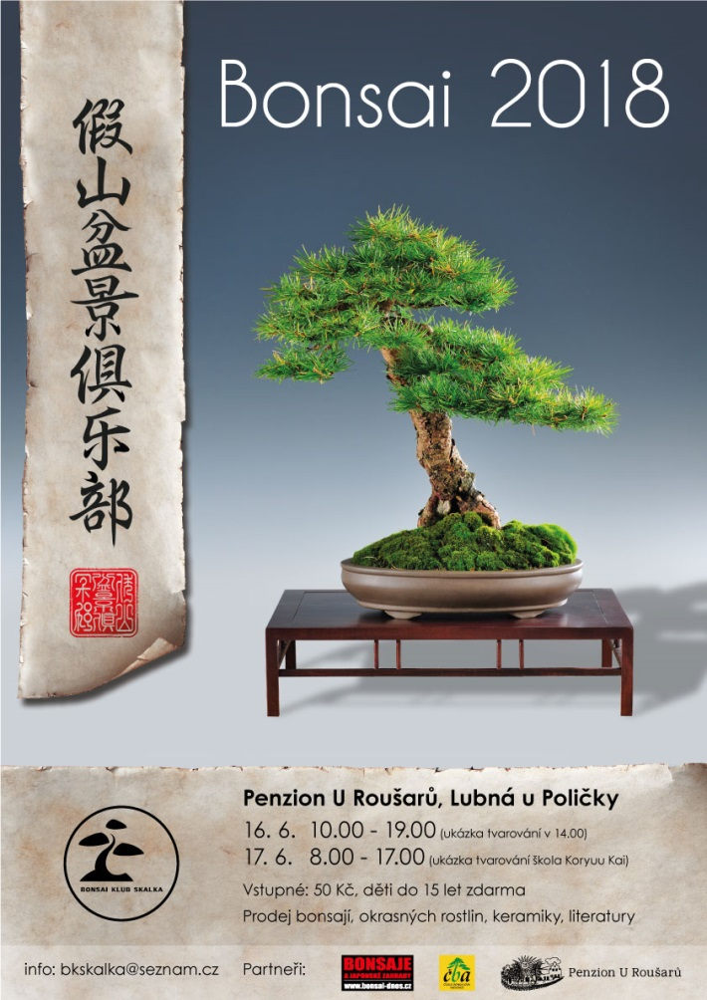 Bonsai 2018
假山盆景俱乐部
Penzion U Roušarů, Lubná u Poličky
16. 6. 10.00 - 19.00 (ukázka tvarování v 14.00)
17. 6. 8.00 - 17.00 (ukázka tvarování škola Koryuu Kai)
Vstupné: 50 Kč, děti do 15 let zdarma
Prodej bonsají, okrasných rostlin, keramiky, literatury
BONSAI KLUB SKALKA
info: bkskalka@seznam.cz
Partneři:
BONSAJE
A JAPONSKÉ ZAHRADY
www.bonsai-dnes.cz
čba
Penzion U Roušarů